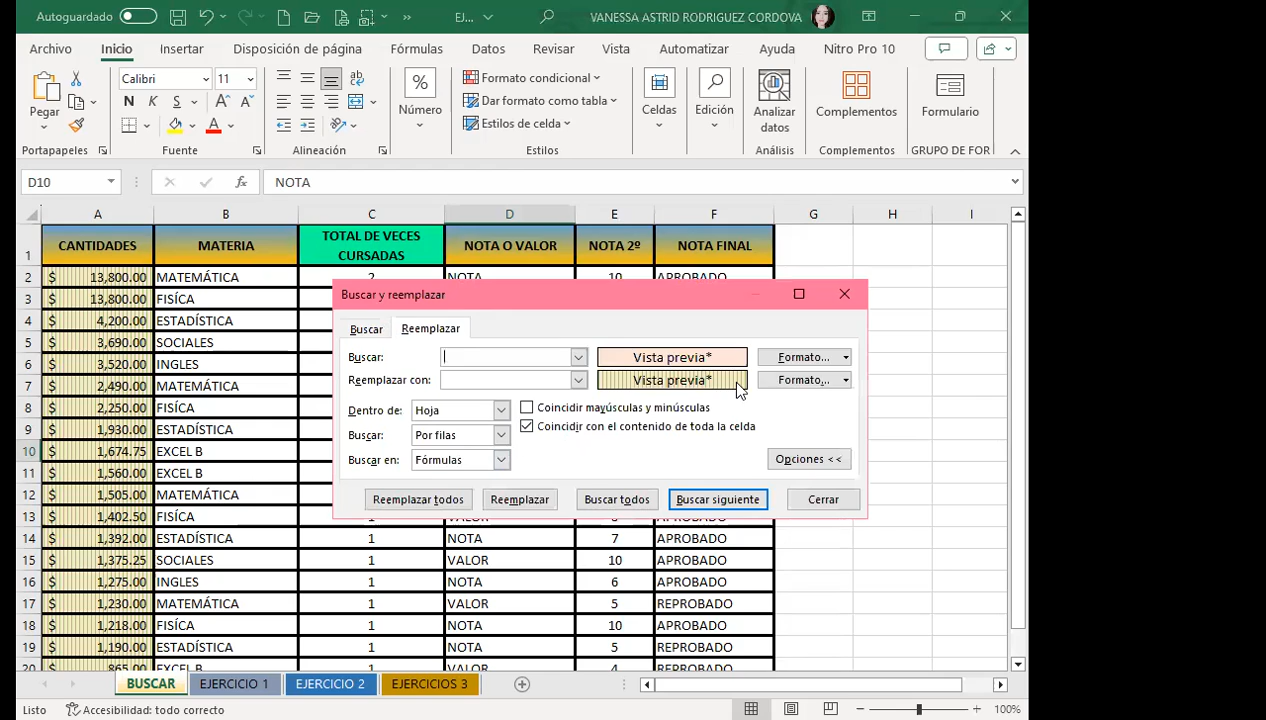 Autoguardado EJ... VANESSA ASTRID RODRIGUEZ CORDOVA
Archivo Inicio Insertar Disposición de página Fórmulas Datos Revisar Vista Automatizar Ayuda Nitro Pro 10
Pegar Calibri 11 Número Formato condicional Celdas Edición Analizar datos Complementos Formulario
N K S A A A Dar formato como tabla
Estilos de celda
Portapapeles Fuente Alineación Estilos Análisis Complementos GRUPO DE FOR
D10 fx NOTA
A B C D E F G H I
1 CANTIDADES MATERIA TOTAL DE VECES CURSADAS NOTA O VALOR NOTA 2º NOTA FINAL
2 $ 13,800.00 MATEMÁTICA 2 NOTA 10 APROBADO
3 $ 13,800.00 FISÍCA
4 $ 4,200.00 ESTADÍSTICA
5 $ 3,690.00 SOCIALES
6 $ 3,520.00 INGLES
7 $ 2,490.00 MATEMÁTICA
8 $ 2,250.00 FISÍCA
9 $ 1,930.00 ESTADÍSTICA
10 $ 1,674.75 EXCEL B
11 $ 1,560.00 EXCEL B
12 $ 1,505.00 MATEMÁTICA
13 $ 1,402.50 FISÍCA 1 VALOR APROBADO
14 $ 1,392.00 ESTADÍSTICA 1 NOTA 7 APROBADO
15 $ 1,375.25 SOCIALES 1 VALOR 10 APROBADO
16 $ 1,275.00 INGLES 1 NOTA 6 APROBADO
17 $ 1,230.00 MATEMÁTICA 1 VALOR 5 REPROBADO
18 $ 1,218.00 FISÍCA 1 NOTA 10 APROBADO
19 $ 1,190.00 ESTADÍSTICA 1 NOTA 5 REPROBADO
20 $ 865.00 EXCEL B 1 VALOR 4 REPROBADO
Buscar y reemplazar
Buscar Reemplazar
Buscar: Vista previa* Formato...
Reemplazar con: Vista previa* Formato...
Dentro de: Hoja Coincidir mayúsculas y minúsculas
Buscar: Por filas Coincidir con el contenido de toda la celda
Buscar en: Fórmulas Opciones <<
Reemplazar todos Reemplazar Buscar todos Buscar siguiente Cerrar
BUSCAR EJERCICIO 1 EJERCICIO 2 EJERCICIOS 3
Listo Accesibilidad: todo correcto 100%